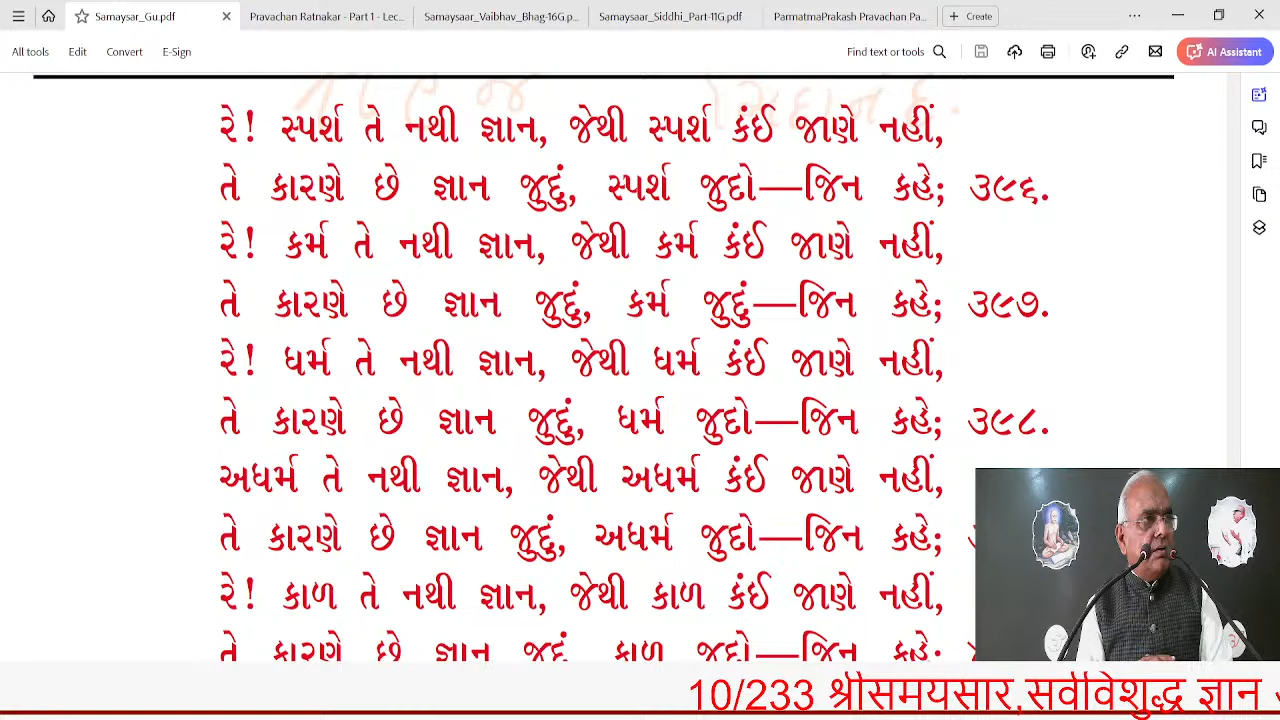 Samaysar_Gu.pdf
Pravachan Ratnakar - Part 1 - Lec...
Samaysaar_Vaibhav_Bhag-16G.p...
Samaysaar_Siddhi_Part-11G.pdf
ParmatmaPrakash Pravachan Pa...
Create
All tools Edit Convert E-Sign
Find text or tools
AI Assistant
રે! સ્પર્શ તે નથી જ્ઞાન, જેથી સ્પર્શ કંઈ જાણે નહીં,
તે કારણે છે જ્ઞાન જુદું, સ્પર્શ જુદો—જિન કહે; ૩૯૬.
રે! કર્મ તે નથી જ્ઞાન, જેથી કર્મ કંઈ જાણે નહીં,
તે કારણે છે જ્ઞાન જુદું, કર્મ જુદું—જિન કહે; ૩૯૭.
રે! ધર્મ તે નથી જ્ઞાન, જેથી ધર્મ કંઈ જાણે નહીં,
તે કારણે છે જ્ઞાન જુદું, ધર્મ જુદો—જિન કહે; ૩૯૮.
અધર્મ તે નથી જ્ઞાન, જેથી અધર્મ કંઈ જાણે નહીં,
તે કારણે છે જ્ઞાન જુદું, અધર્મ જુદો—જિન કહે;
રે! કાળ તે નથી જ્ઞાન, જેથી કાળ કંઈ જાણે નહીં,
તે કારણે છે જ્ઞાન જુદું, કાળ જુદો—જિન કહે;
10/233 श्रीसमयसार,सर्वविशुद्ध ज्ञान